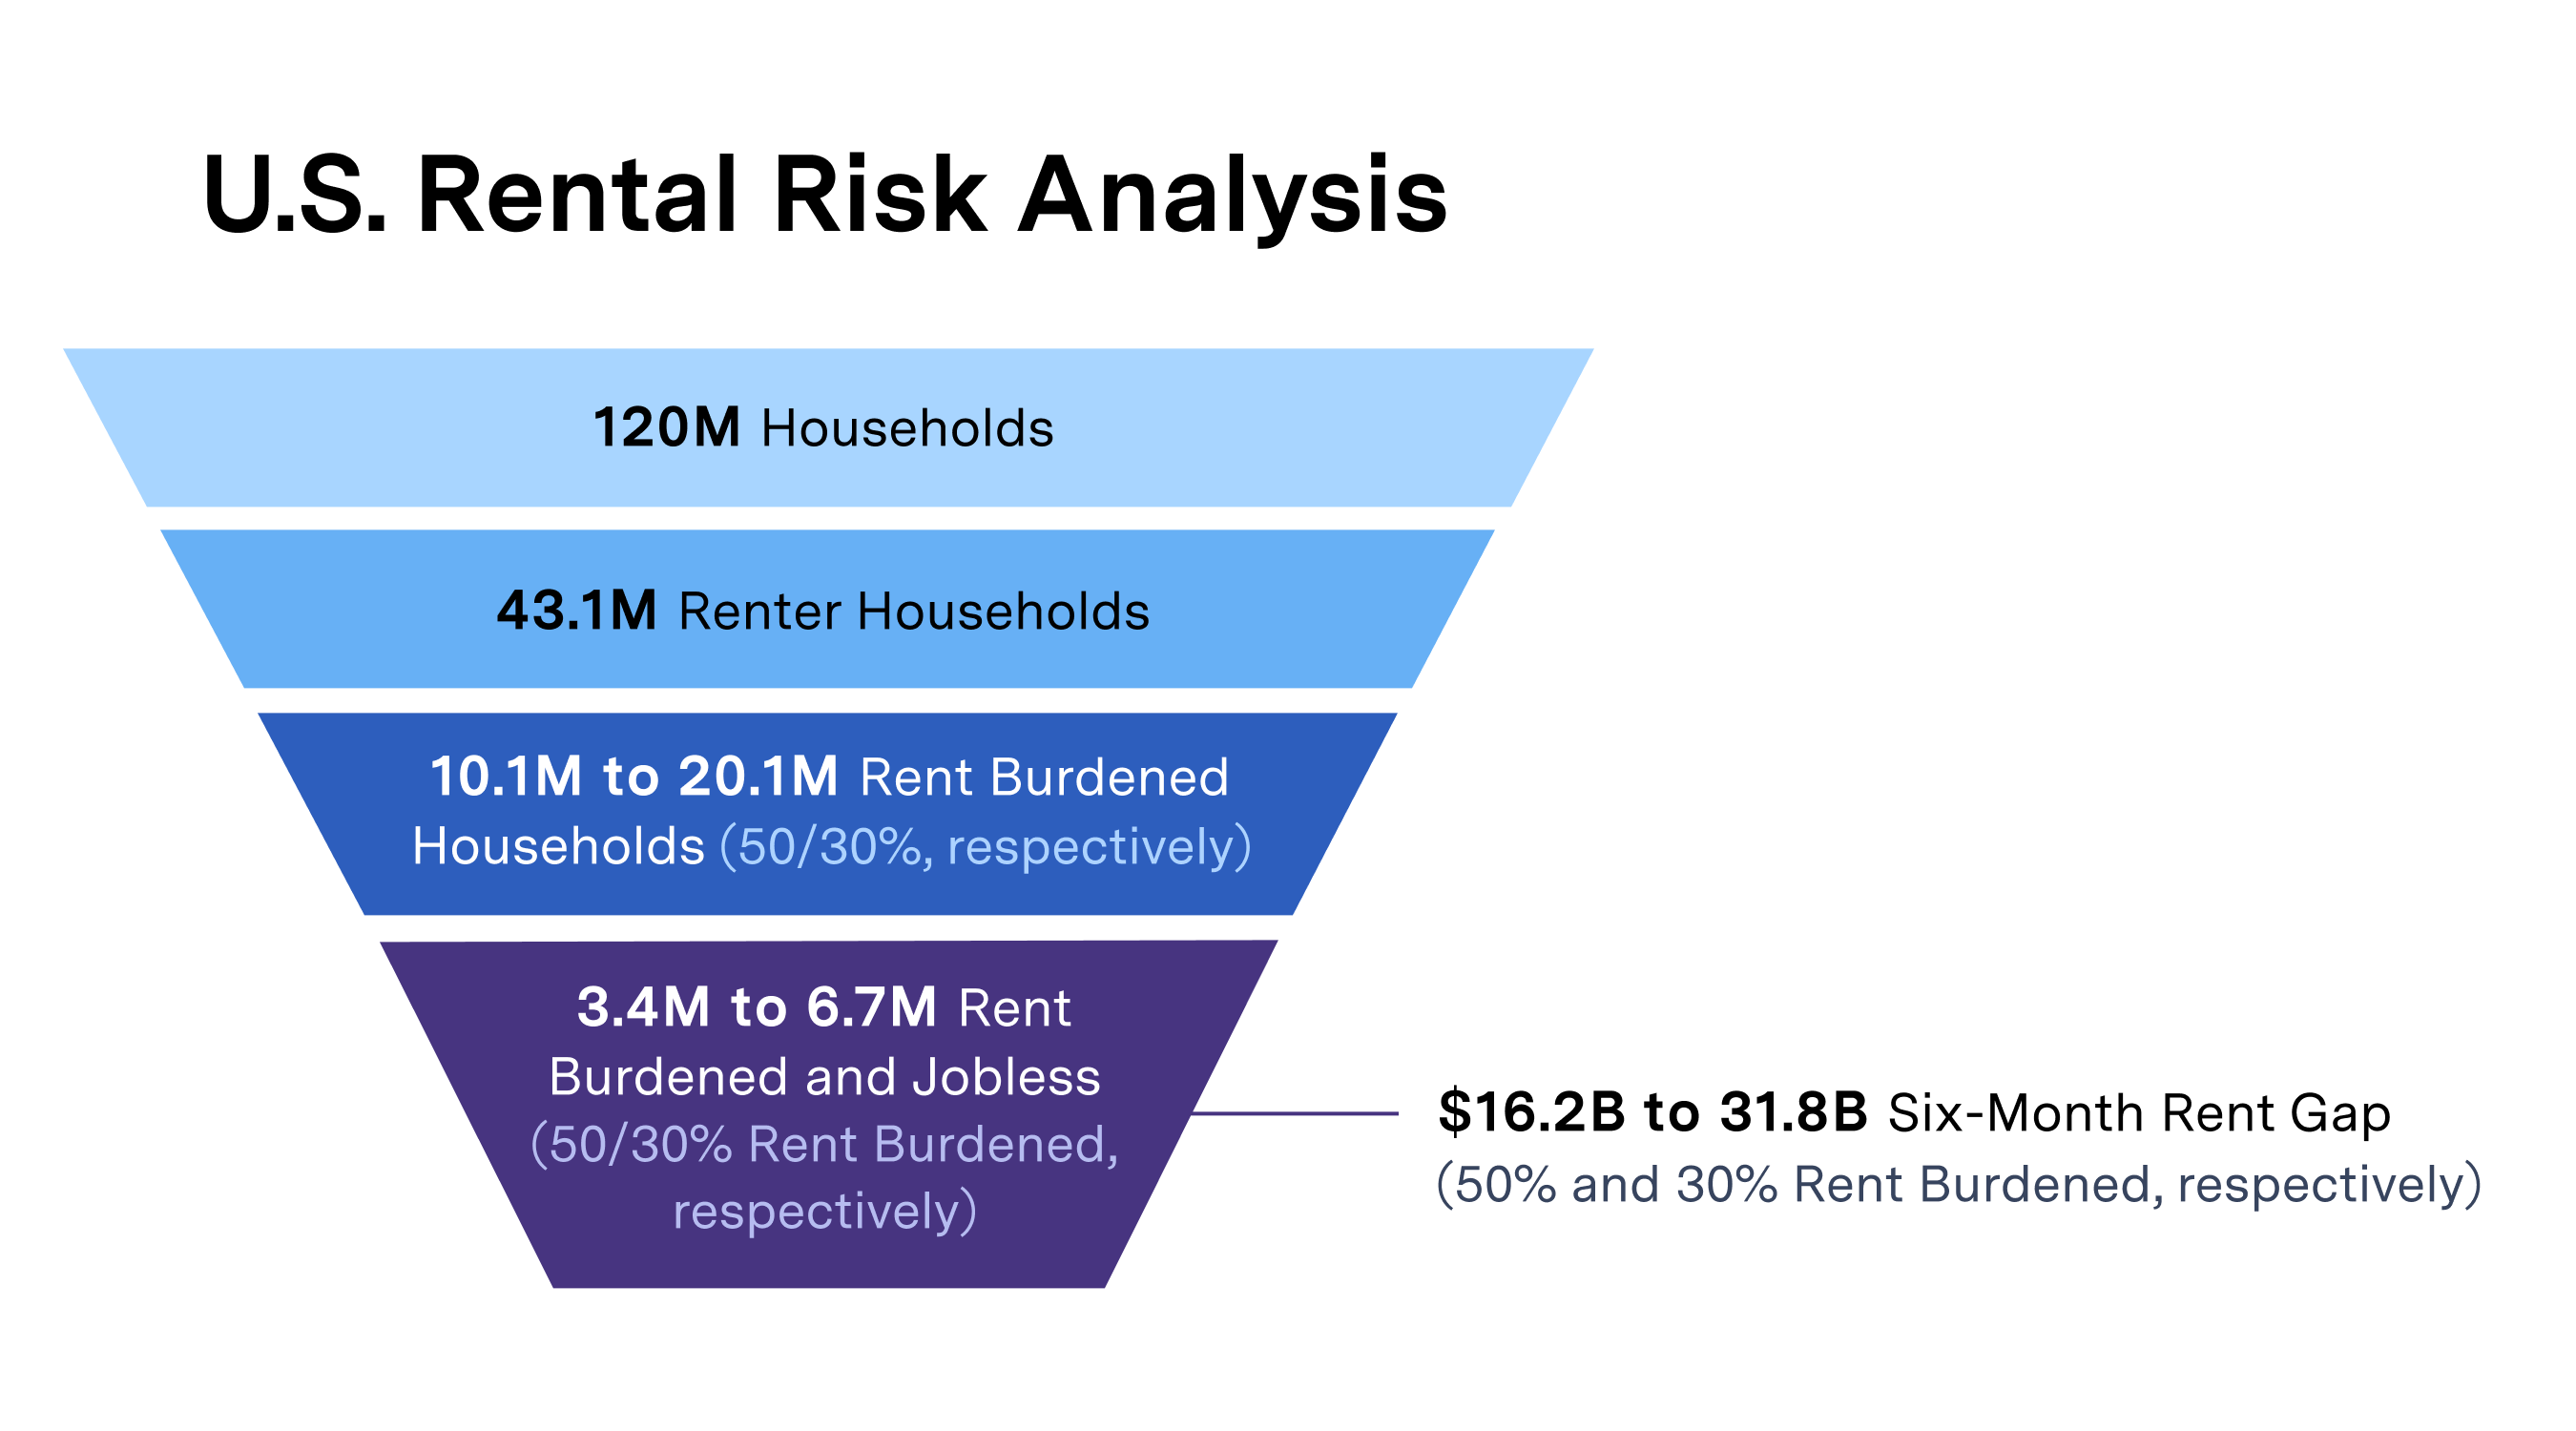 U.S. Rental Risk Analysis
120M Households
43.1M Renter Households
10.1M to 20.1M Rent Burdened
Households (50/30%, respectively)
3.4M to 6.7M Rent
Burdened and Jobless
(50/30% Rent Burdened,
respectively)
$16.2B to 31.8B Six-Month Rent Gap
(50% and 30% Rent Burdened, respectively)